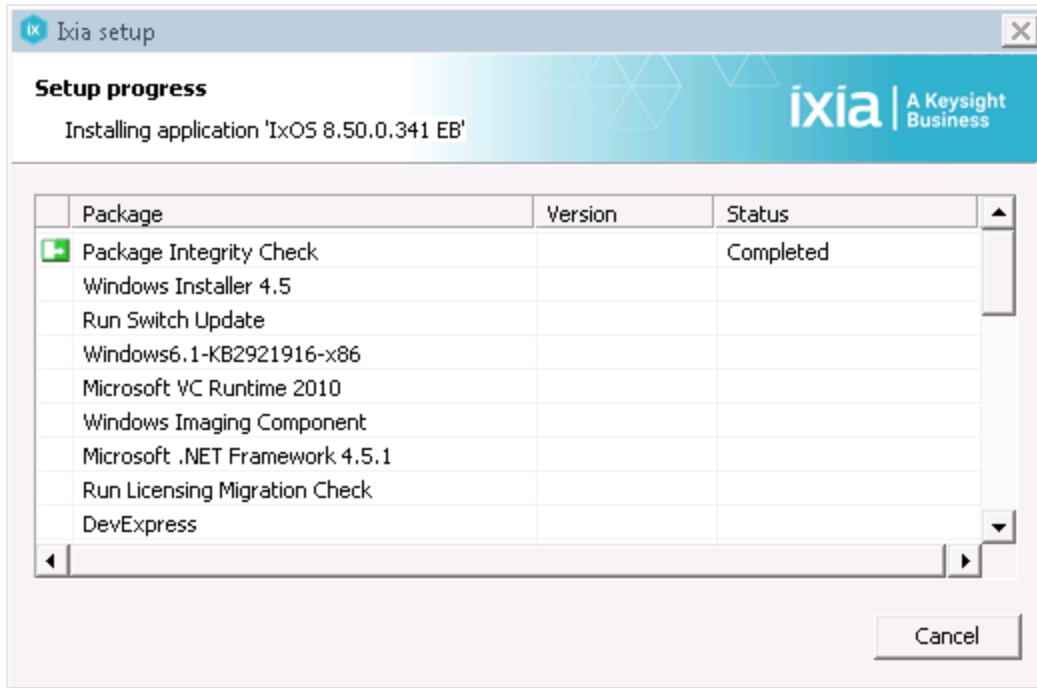 Ixia setup
Setup progress
Installing application 'IxOS 8.50.0.341 EB'
ixia | A Keysight
Business
Package Version Status
Package Integrity Check Completed
Windows Installer 4.5
Run Switch Update
Windows6.1-KB2921916-x86
Microsoft VC Runtime 2010
Windows Imaging Component
Microsoft .NET Framework 4.5.1
Run Licensing Migration Check
DevExpress
Cancel